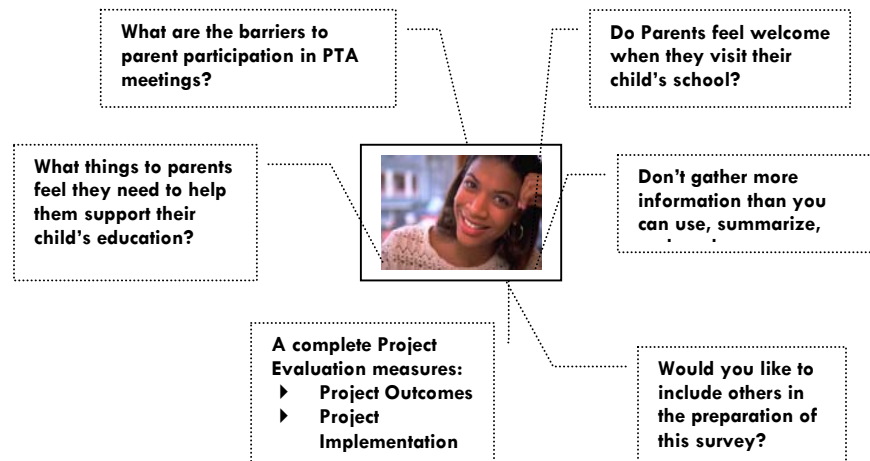 What are the barriers to
parent participation in PTA
meetings?
Do Parents feel welcome
when they visit their
child's school?
What things to parents
feel they need to help
them support their
child's education?
Don't gather more
information than you
can use, summarize,
A complete Project
Evaluation measures:
Project Outcomes
Project
Implementation
Would you like to
include others in
the preparation of
this survey?